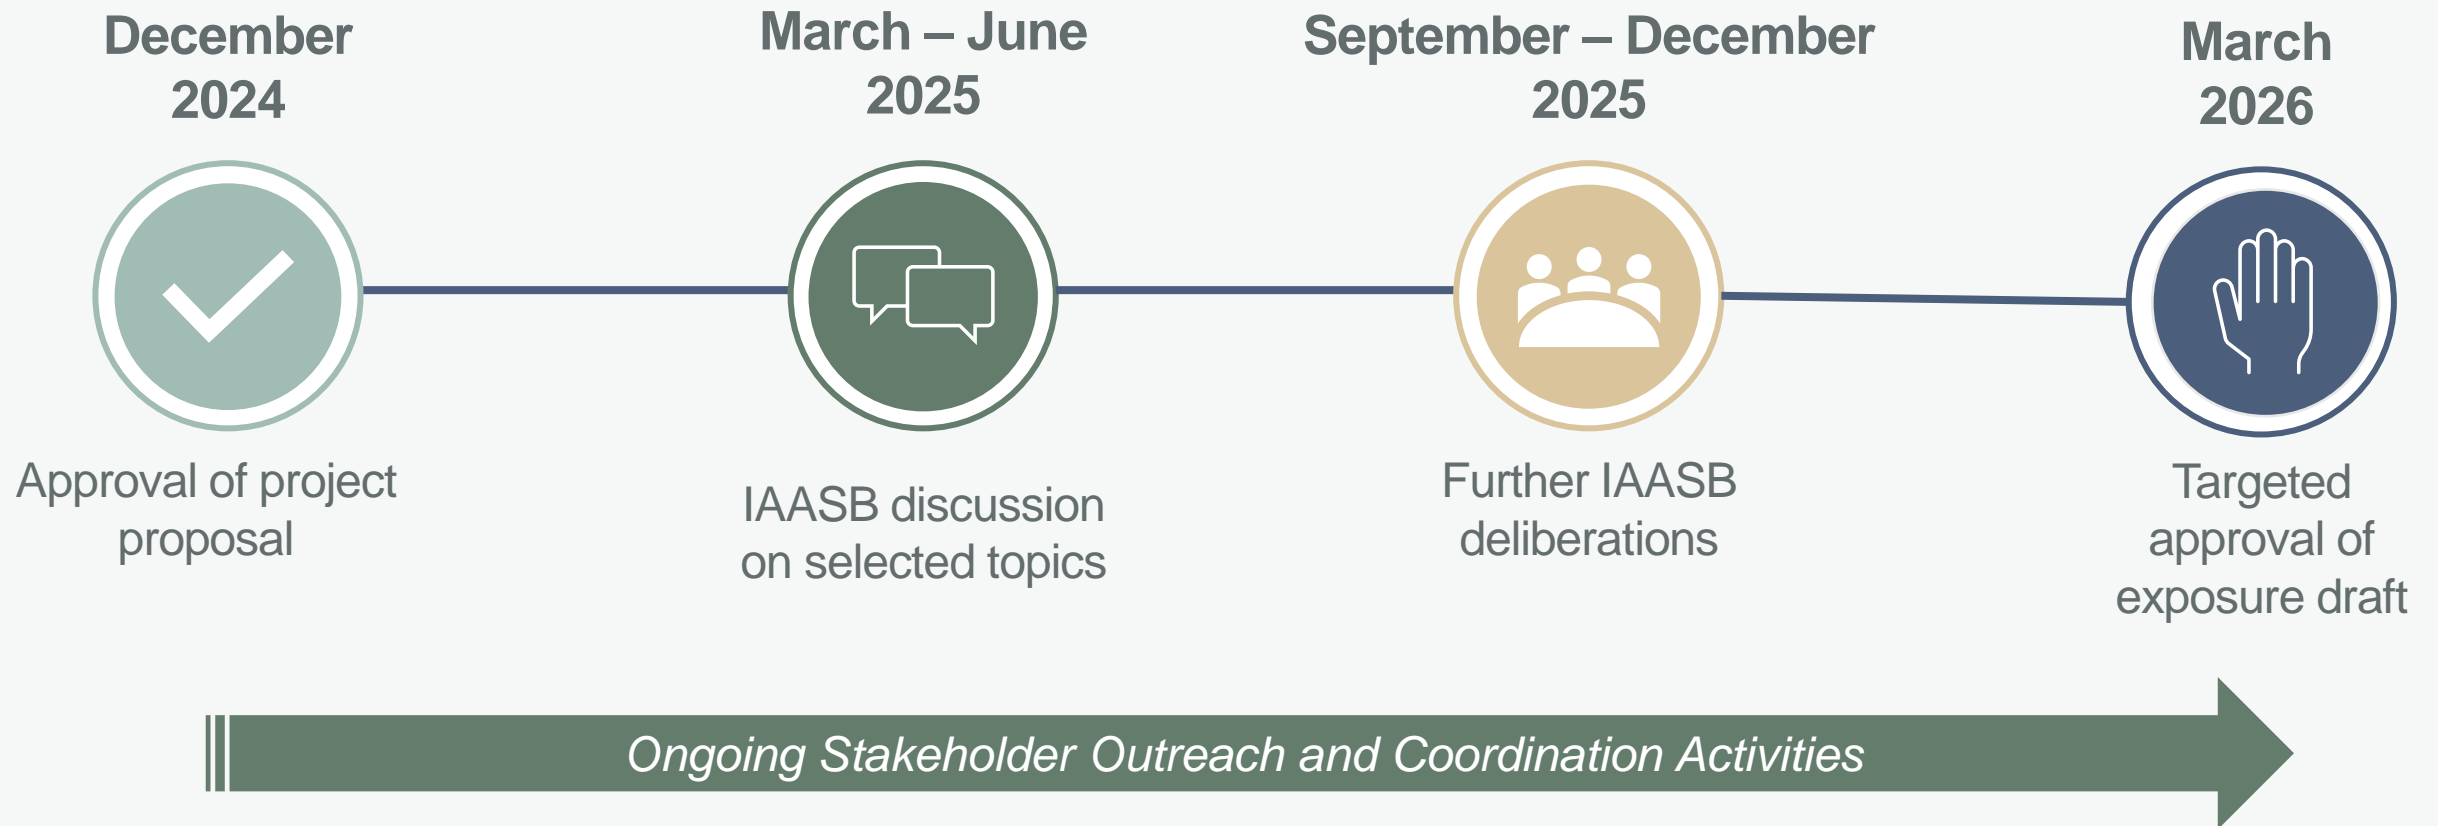 December
2024
March – June
2025
September – December
2025
March
2026
Approval of project
proposal
IAASB discussion
on selected topics
Further IAASB
deliberations
Targeted
approval of
exposure draft
Ongoing Stakeholder Outreach and Coordination Activities